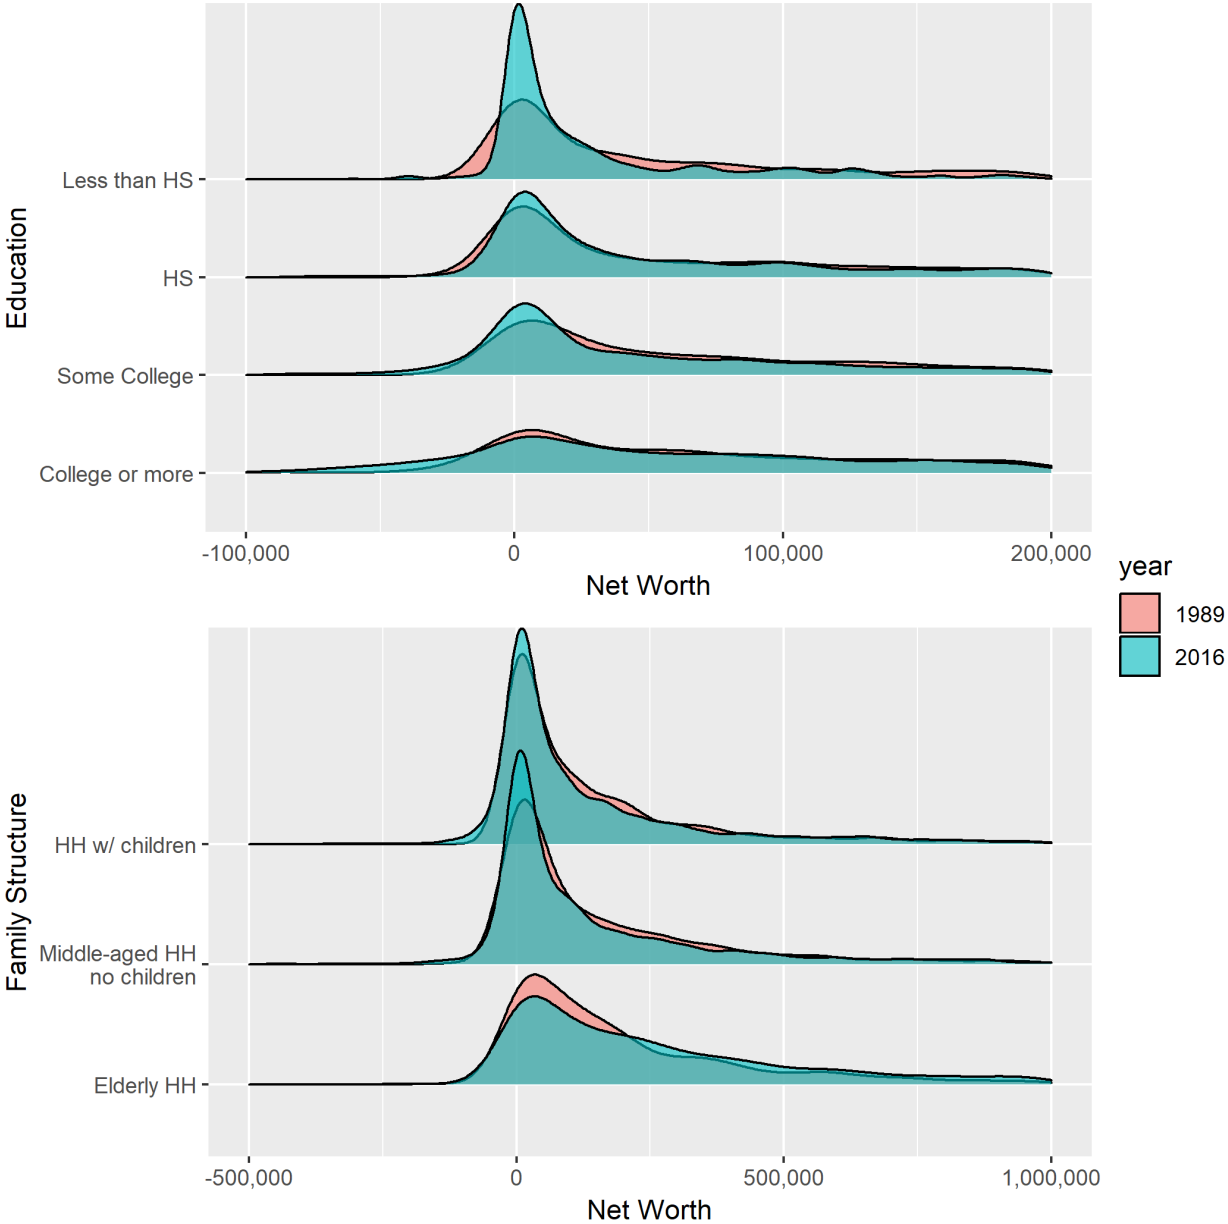 Education
Less than HS
HS
Some College
College or more
-100,000 0 100,000 200,000
Net Worth
year
1989
2016
Family Structure
HH w/ children
Middle-aged HH
no children
Elderly HH
-500,000 0 500,000 1,000,000
Net Worth